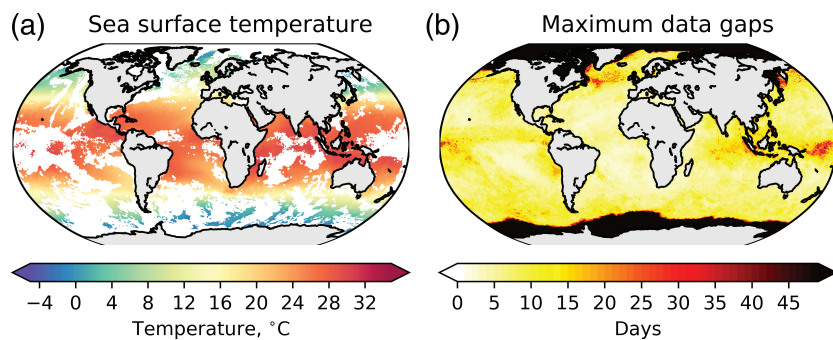 (a) Sea surface temperature
(b) Maximum data gaps
−4 0 4 8 12 16 20 24 28 32
Temperature, °C
0 5 10 15 20 25 30 35 40 45
Days